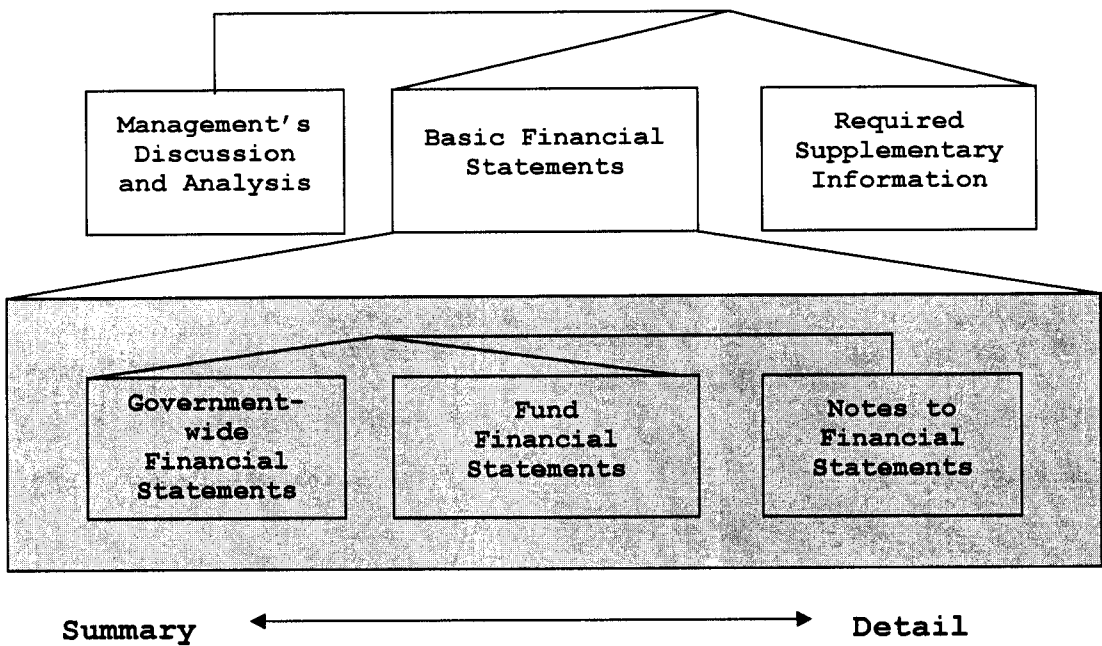 Management's
Discussion
and Analysis
Basic Financial
Statements
Required
Supplementary
Information
Government-
wide
Financial
Statements
Fund
Financial
Statements
Notes to
Financial
Statements
Summary
Detail